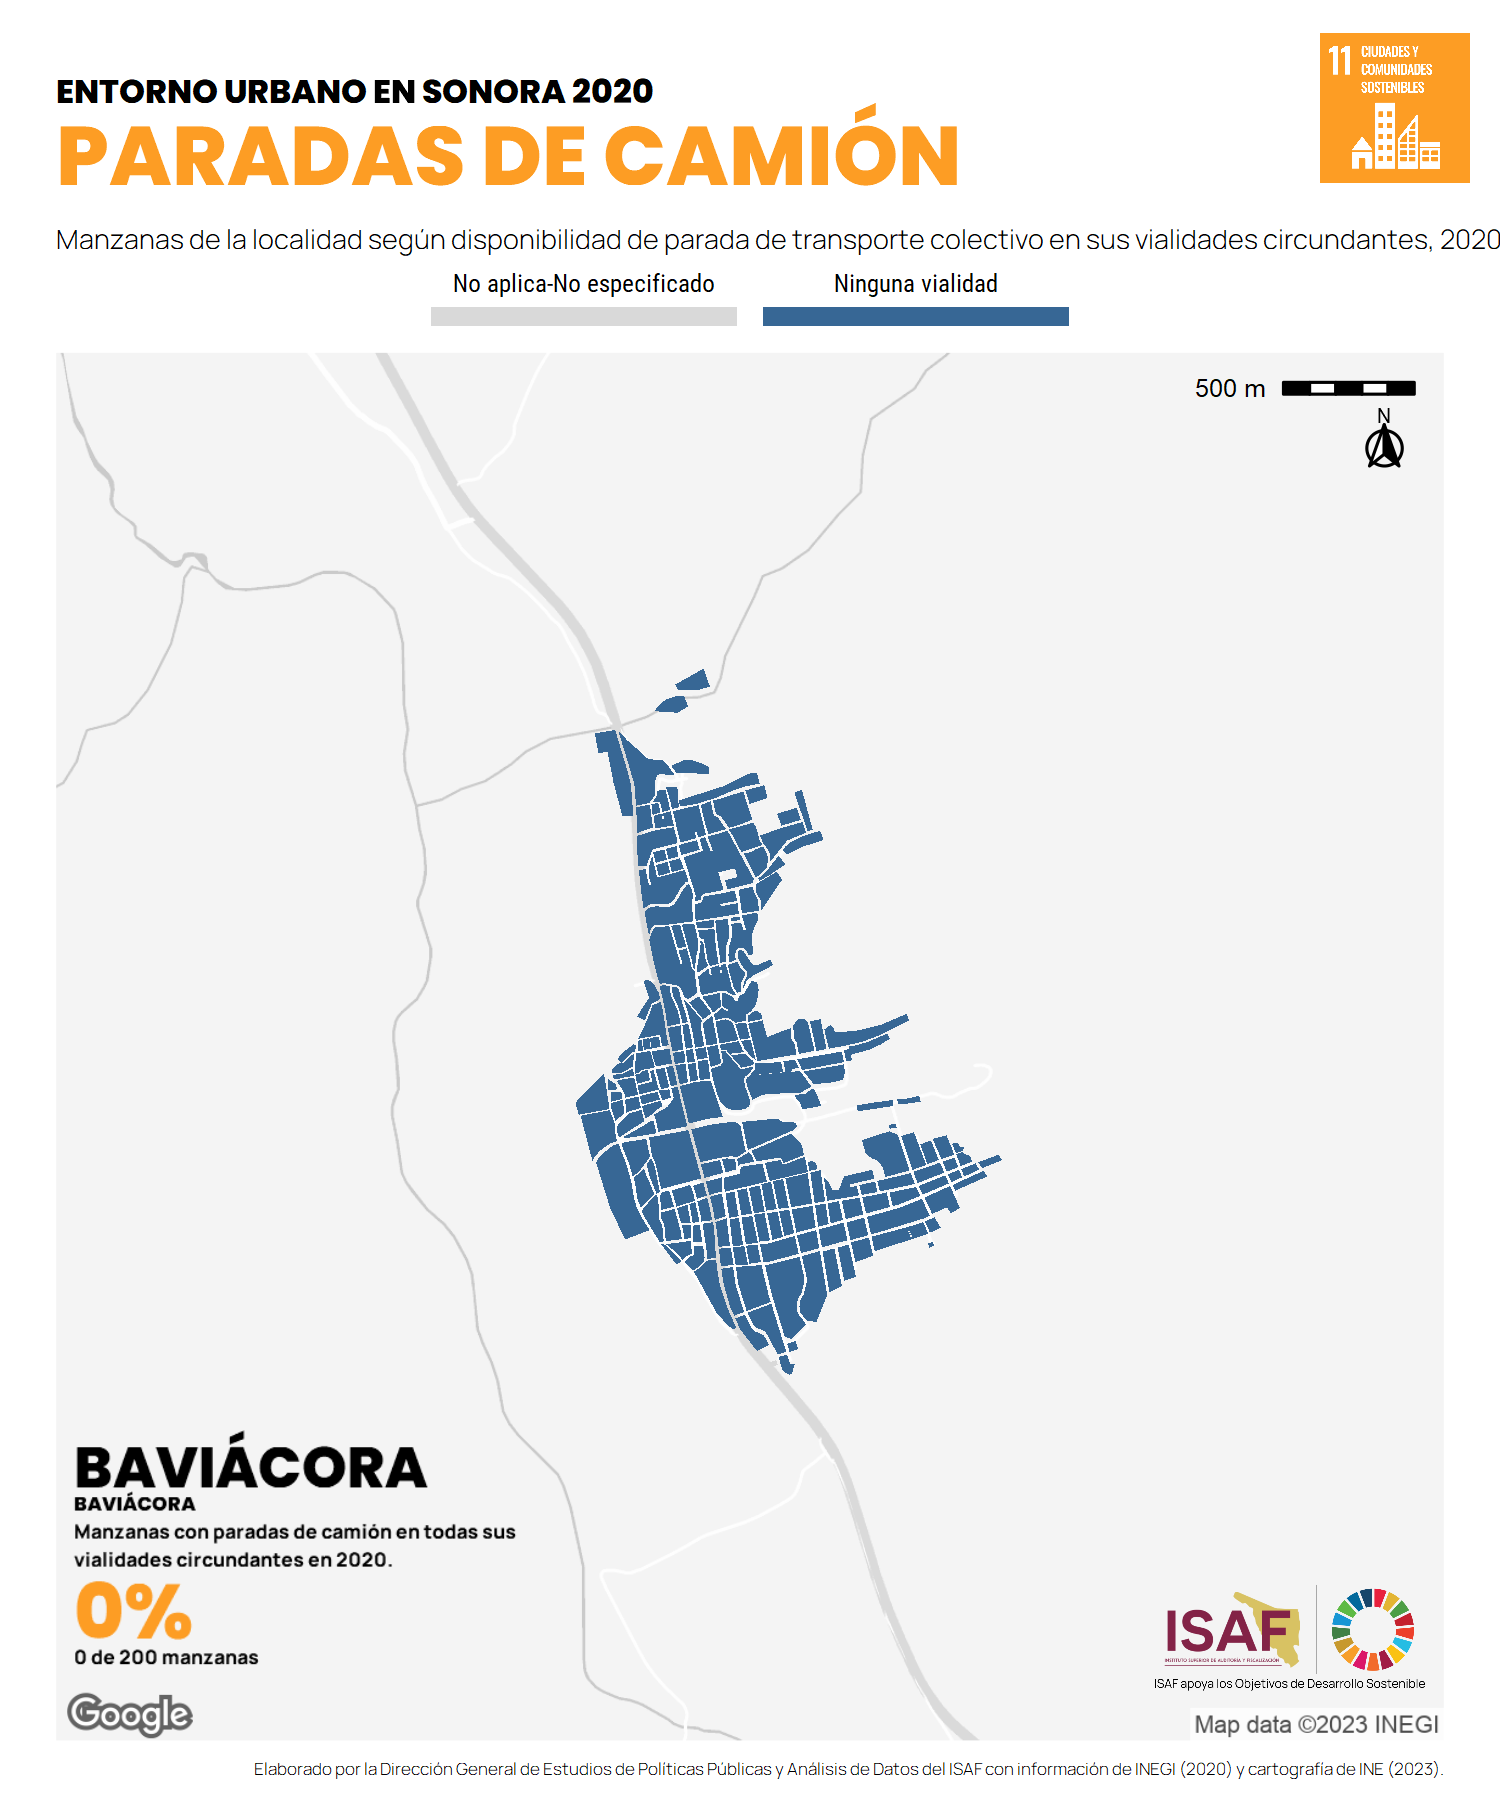 11 CIUDADES Y
COMUNIDADES
SOSTENIBLES
ENTORNO URBANO EN SONORA 2020
PARADAS DE CAMIÓN
Manzanas de la localidad según disponibilidad de parada de transporte colectivo en sus vialidades circundantes, 2020
No aplica-No especificado
Ninguna vialidad
500 m
N
BAVIÁCORA
BAVIÁCORA
Manzanas con paradas de camión en todas sus
vialidades circundantes en 2020.
0%
0 de 200 manzanas
Google
ISAF
INSTITUTO SUPERIOR DE AUDITORÍA Y FISCALIZACIÓN
ISAF apoya los Objetivos de Desarrollo Sostenible
Map data ©2023 INEGI
Elaborado por la Dirección General de Estudios de Políticas Públicas y Análisis de Datos del ISAF con información de INEGI (2020) y cartografía de INE (2023).